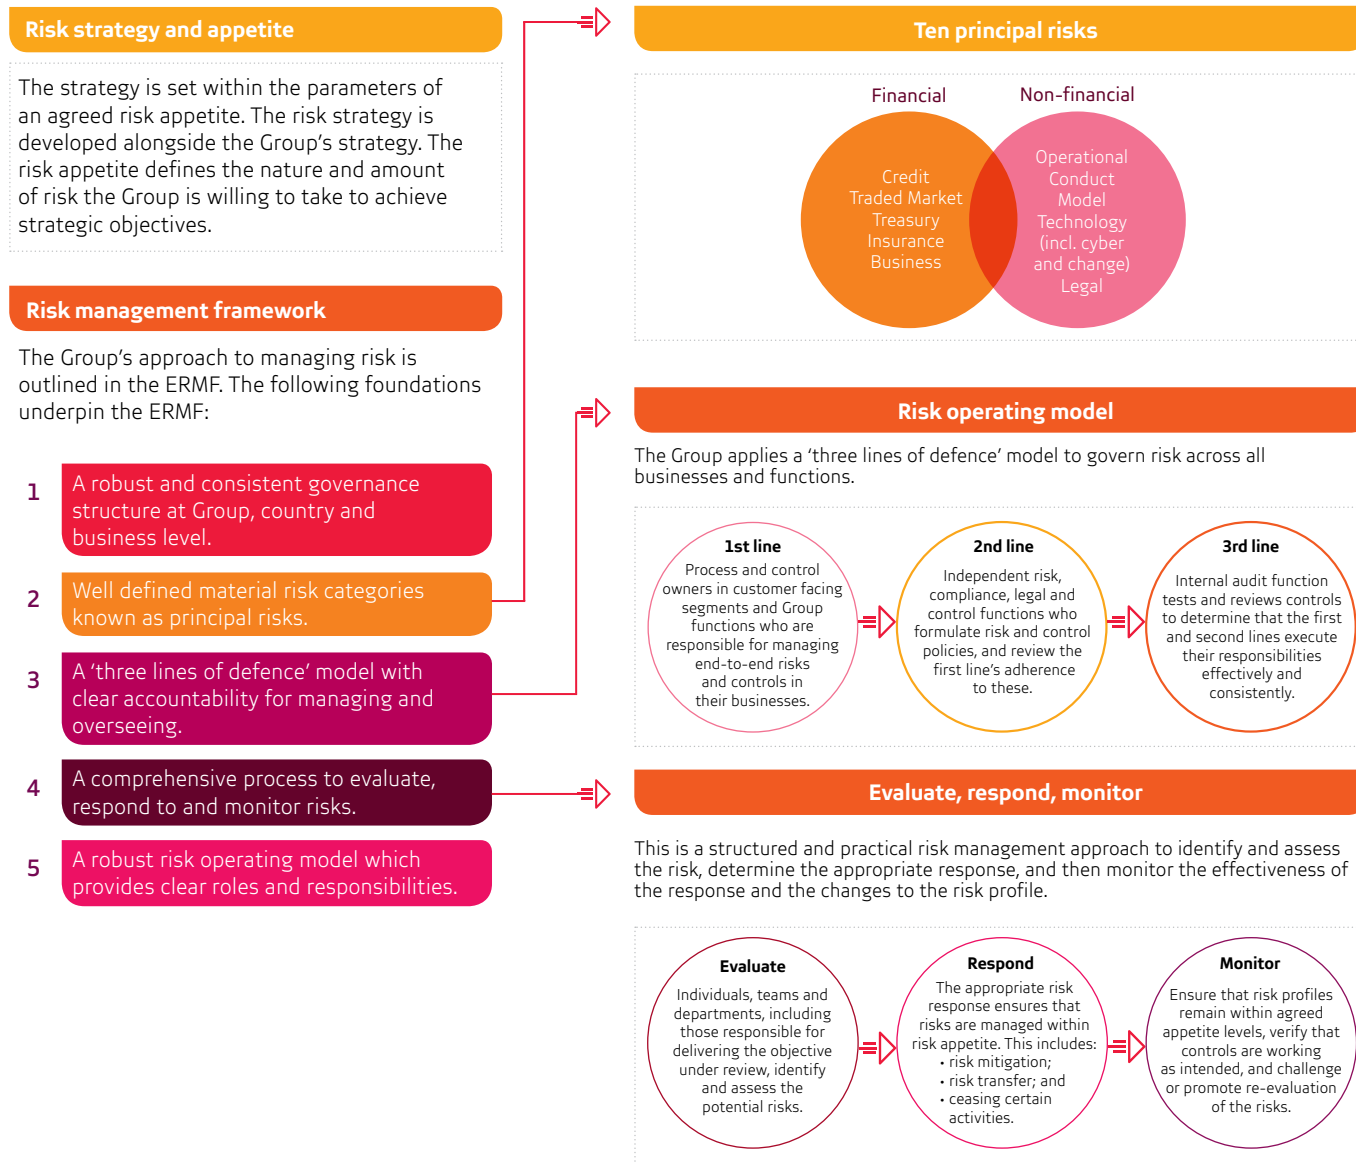 Risk strategy and appetite
The strategy is set within the parameters of
an agreed risk appetite. The risk strategy is
developed alongside the Group’s strategy. The
risk appetite defines the nature and amount
of risk the Group is willing to take to achieve
strategic objectives.
Risk management framework
The Group’s approach to managing risk is
outlined in the ERMF. The following foundations
underpin the ERMF:
1
A robust and consistent governance
structure at Group, country and
business level.
2
Well defined material risk categories
known as principal risks.
3
A ‘three lines of defence’ model with
clear accountability for managing and
overseeing.
4
A comprehensive process to evaluate,
respond to and monitor risks.
5
A robust risk operating model which
provides clear roles and responsibilities.
Ten principal risks
Financial
Credit
Traded Market
Treasury
Insurance
Business
Non-financial
Operational
Conduct
Model
Technology
(incl. cyber
and change)
Legal
Risk operating model
The Group applies a ‘three lines of defence’ model to govern risk across all
businesses and functions.
1st line
Process and control
owners in customer facing
segments and Group
functions who are
responsible for managing
end-to-end risks
and controls in
their businesses.
2nd line
Independent risk,
compliance, legal and
control functions who
formulate risk and control
policies, and review the
first line’s adherence
to these.
3rd line
Internal audit function
tests and reviews controls
to determine that the first
and second lines execute
their responsibilities
effectively and
consistently.
Evaluate, respond, monitor
This is a structured and practical risk management approach to identify and assess
the risk, determine the appropriate response, and then monitor the effectiveness of
the response and the changes to the risk profile.
Evaluate
Individuals, teams and
departments, including
those responsible for
delivering the objective
under review, identify
and assess the
potential risks.
Respond
The appropriate risk
response ensures that
risks are managed within
risk appetite. This includes:
• risk mitigation;
• risk transfer; and
• ceasing certain
activities.
Monitor
Ensure that risk profiles
remain within agreed
appetite levels, verify that
controls are working
as intended, and challenge
or promote re-evaluation
of the risks.